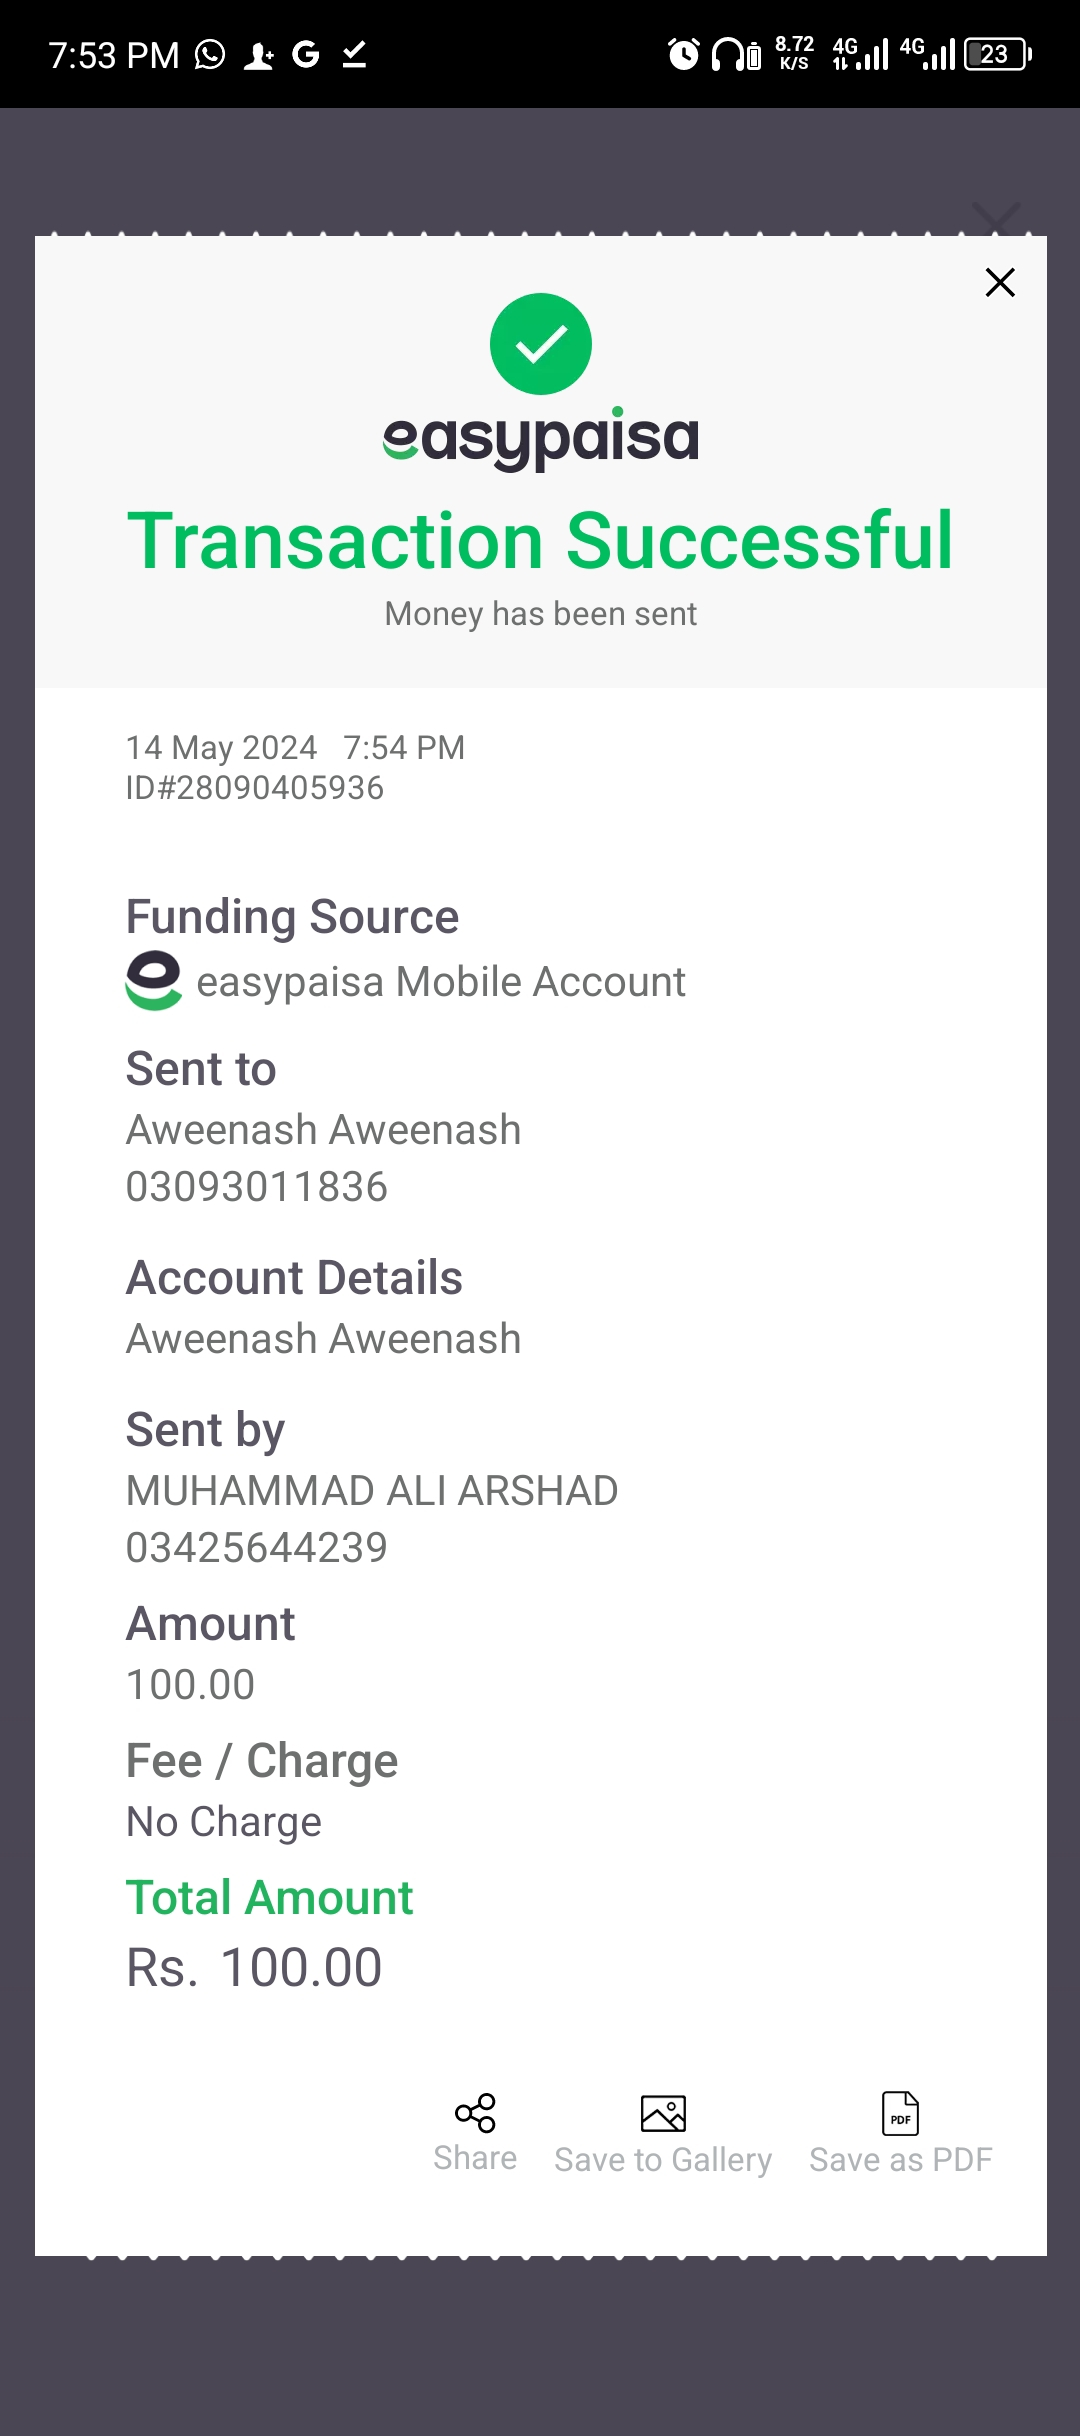 7:53 PM
8.72 K/S 4G 4G 23
easypaisa
Transaction Successful
Money has been sent
14 May 2024 7:54 PM
ID#28090405936
Funding Source
easypaisa Mobile Account
Sent to
Aweenash Aweenash
03093011836
Account Details
Aweenash Aweenash
Sent by
MUHAMMAD ALI ARSHAD
03425644239
Amount
100.00
Fee / Charge
No Charge
Total Amount
Rs. 100.00
PDF
Share Save to Gallery Save as PDF